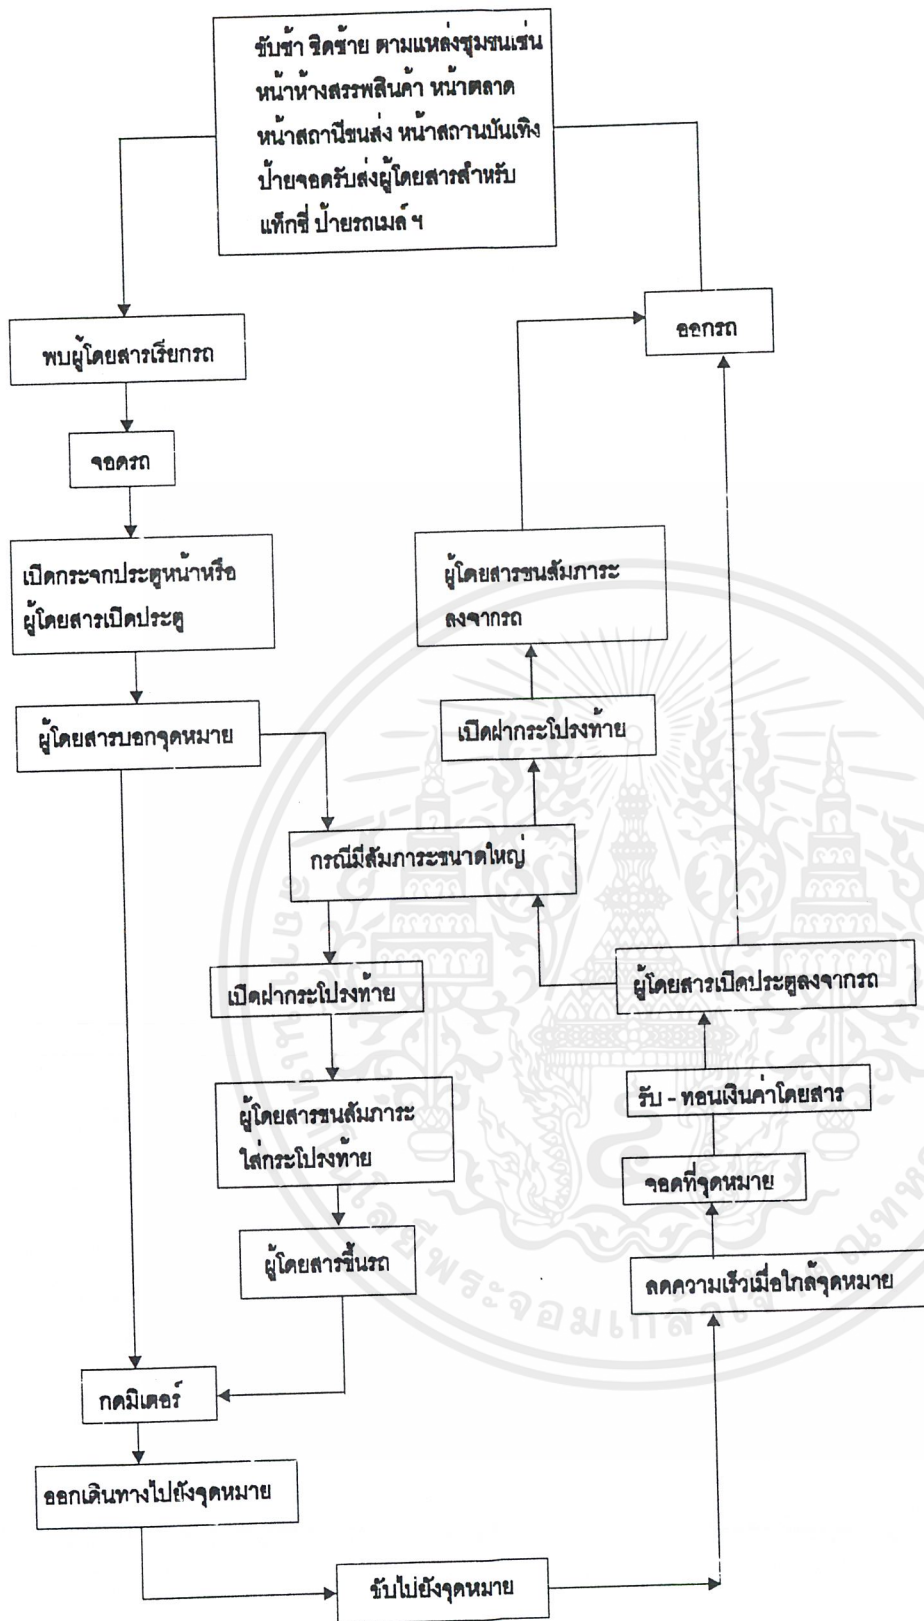 ขับช้า ชิดซ้าย ตามแหล่งชุมชนเช่น
หน้าห้างสรรพสินค้า หน้าตลาด
หน้าสถานีขนส่ง หน้าสถานบันเทิง
ป้ายจอดรับส่งผู้โดยสารสำหรับ
แท็กซี่ ป้ายรถเมล์ ฯ
ออกรถ
พบผู้โดยสารเรียกรถ
จอดรถ
เปิดกระจกประตูหน้าหรือ
ผู้โดยสารเปิดประตู
ผู้โดยสารขนสัมภาระ
ลงจากรถ
ผู้โดยสารบอกจุดหมาย
เปิดฝากระโปรงท้าย
กรณีมีสัมภาระขนาดใหญ่
เปิดฝากระโปรงท้าย
ผู้โดยสารเปิดประตูลงจากรถ
ผู้โดยสารขนสัมภาระ
ใส่กระโปรงท้าย
รับ - ทอนเงินค่าโดยสาร
จอดที่จุดหมาย
ผู้โดยสารขึ้นรถ
ลดความเร็วเมื่อใกล้จุดหมาย
กดมิเตอร์
ออกเดินทางไปยังจุดหมาย
ขับไปยังจุดหมาย